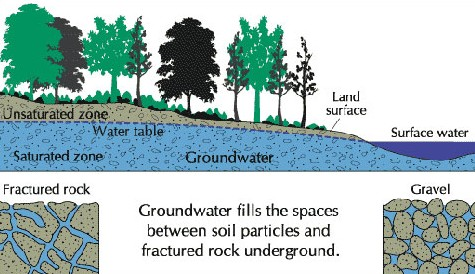 Land
surface
Unsaturated zone
Water table
Surface water
Saturated zone
Groundwater
Fractured rock
Gravel
Groundwater fills the spaces
between soil particles and
fractured rock underground.